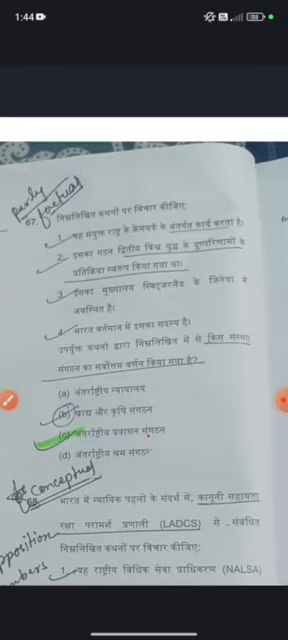 1:44
purely factual
67. निम्नलिखित कथनों पर विचार कीजिए:
1. यह संयुक्त राष्ट्र के फ्रेमवर्क के अंतर्गत कार्य करता है।
2. इसका गठन द्वितीय विश्व युद्ध के दुष्परिणामों के
प्रतिक्रिया स्वरूप किया गया था।
3. इसका मुख्यालय स्विट्जरलैंड के जिनेवा में
अवस्थित है।
4. भारत वर्तमान में इसका सदस्य है।
उपर्युक्त कथनों द्वारा निम्नलिखित में से किस संस्था/
संगठन का सर्वोत्तम वर्णन किया गया है?
(a) अंतर्राष्ट्रीय न्यायालय
(b) खाद्य और कृषि संगठन
(c) अंतर्राष्ट्रीय प्रवासन संगठन
(d) अंतर्राष्ट्रीय श्रम संगठन
conceptual
68. भारत में न्यायिक पहलों के संदर्भ में, कानूनी सहायता
रक्षा परामर्श प्रणाली (LADCS) से संबंधित
निम्नलिखित कथनों पर विचार कीजिए:
1. यह राष्ट्रीय विधिक सेवा प्राधिकरण (NALSA)